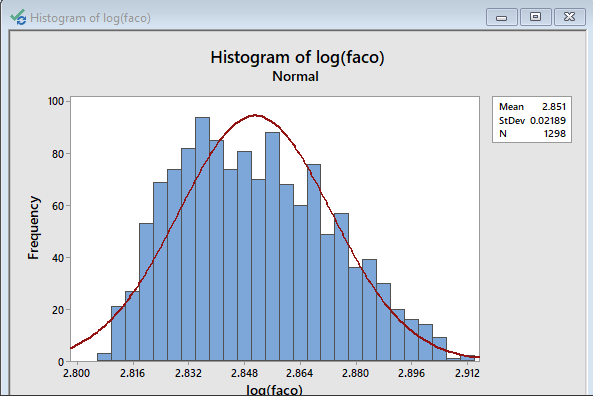 Histogram of log(faco)
Histogram of log(faco)
Normal
Mean 2.851
StDev 0.02189
N 1298
100
80
60
40
20
0
Frequency
2.800 2.816 2.832 2.848 2.864 2.880 2.896 2.912
log(faco)